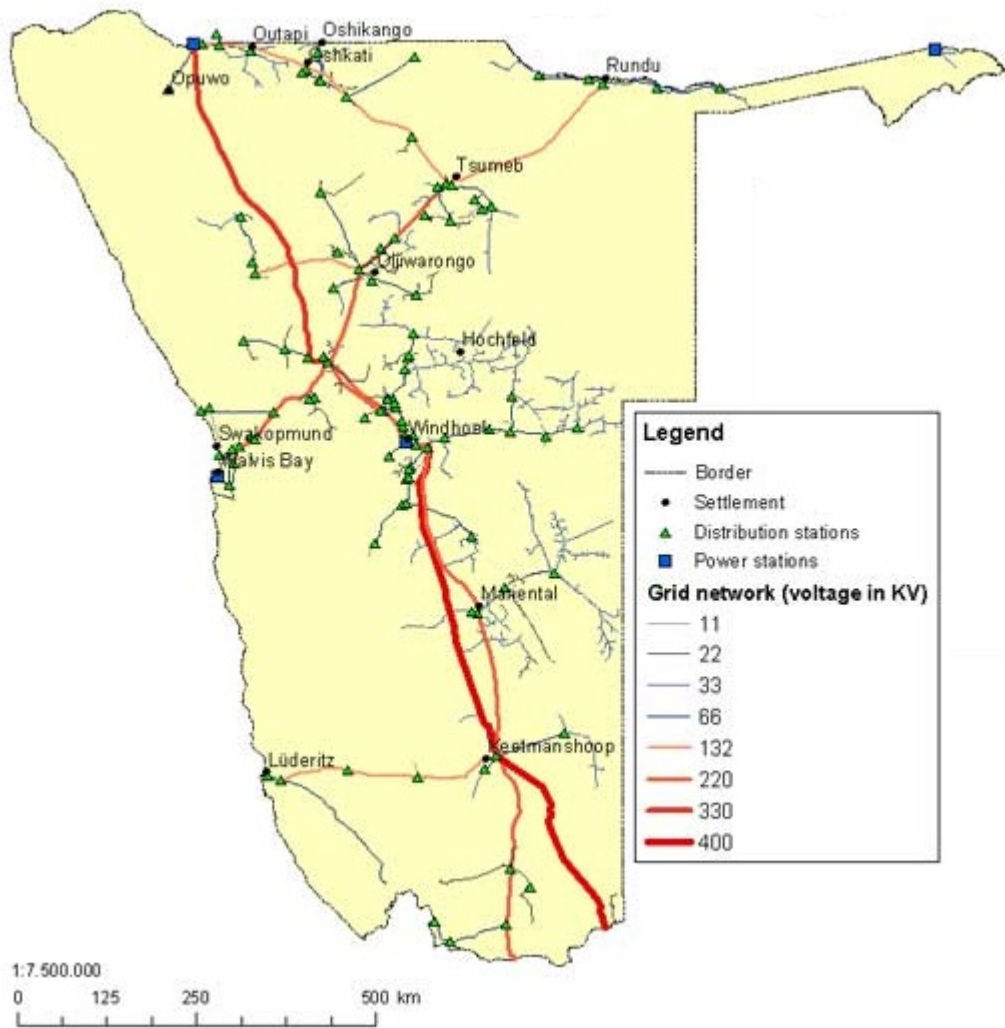 Outapi
Oshikango
Oshkati
Opuwo
Rundu
Tsumeb
Otjiwarongo
Hochfeld
Windhoek
Swakopmund
Walvis Bay
Mariental
Keetmanshoop
Lüderitz
Legend
Border
Settlement
Distribution stations
Power stations
Grid network (voltage in KV)
11
22
33
66
132
220
330
400
1:7.500.000
0 125 250 500 km